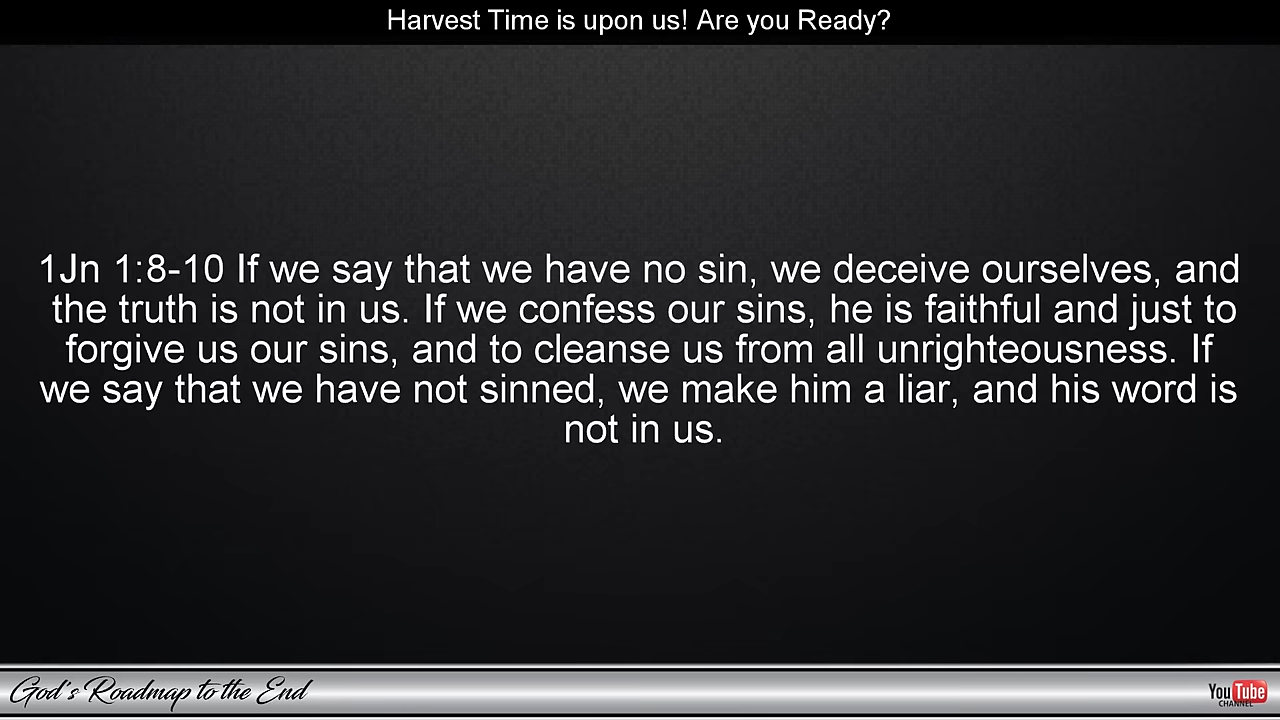 Harvest Time is upon us! Are you Ready?
1Jn 1:8-10 If we say that we have no sin, we deceive ourselves, and
the truth is not in us. If we confess our sins, he is faithful and just to
forgive us our sins, and to cleanse us from all unrighteousness. If
we say that we have not sinned, we make him a liar, and his word is
not in us.
God's Roadmap to the End
YouTube
CHANNEL